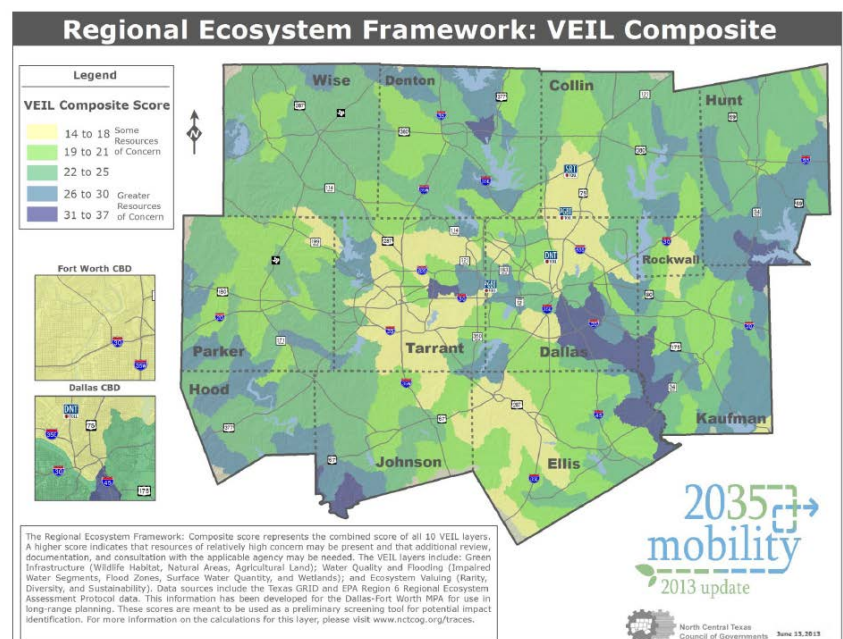 Regional Ecosystem Framework: VEIL Composite
Legend
VEIL Composite Score
14 to 18 Some
19 to 21 Resources of Concern
22 to 25
26 to 30 Greater
31 to 37 Resources of Concern
N
Wise
Denton
Collin
Hunt
Rockwall
Parker
Tarrant
Dallas
Hood
Kaufman
Johnson
Ellis
Fort Worth CBD
30
Dallas CBD
DNT
75
30
45
175
The Regional Ecosystem Framework: Composite score represents the combined score of all 10 VEIL layers.
A higher score indicates that resources of relatively high concern may be present and that additional review,
documentation, and consultation with the applicable agency may be needed. The VEIL layers include: Green
Infrastructure (Wildlife Habitat, Natural Areas, Agricultural Land); Water Quality and Flooding (Impaired
Water Segments, Flood Zones, Surface Water Quantity, and Wetlands); and Ecosystem Valuing (Rarity,
Diversity, and Sustainability). Data sources include the Texas GRID and EPA Region 6 Regional Ecosystem
Assessment Protocol data. This information has been developed for the Dallas-Fort Worth MPA for use in
long-range planning. These scores are meant to be used as a preliminary screening tool for potential impact
identification. For more information on the calculations for this layer, please visit www.nctcog.org/traces.
2035
mobility
2013 update
North Central Texas
Council of Governments
June 13, 2013